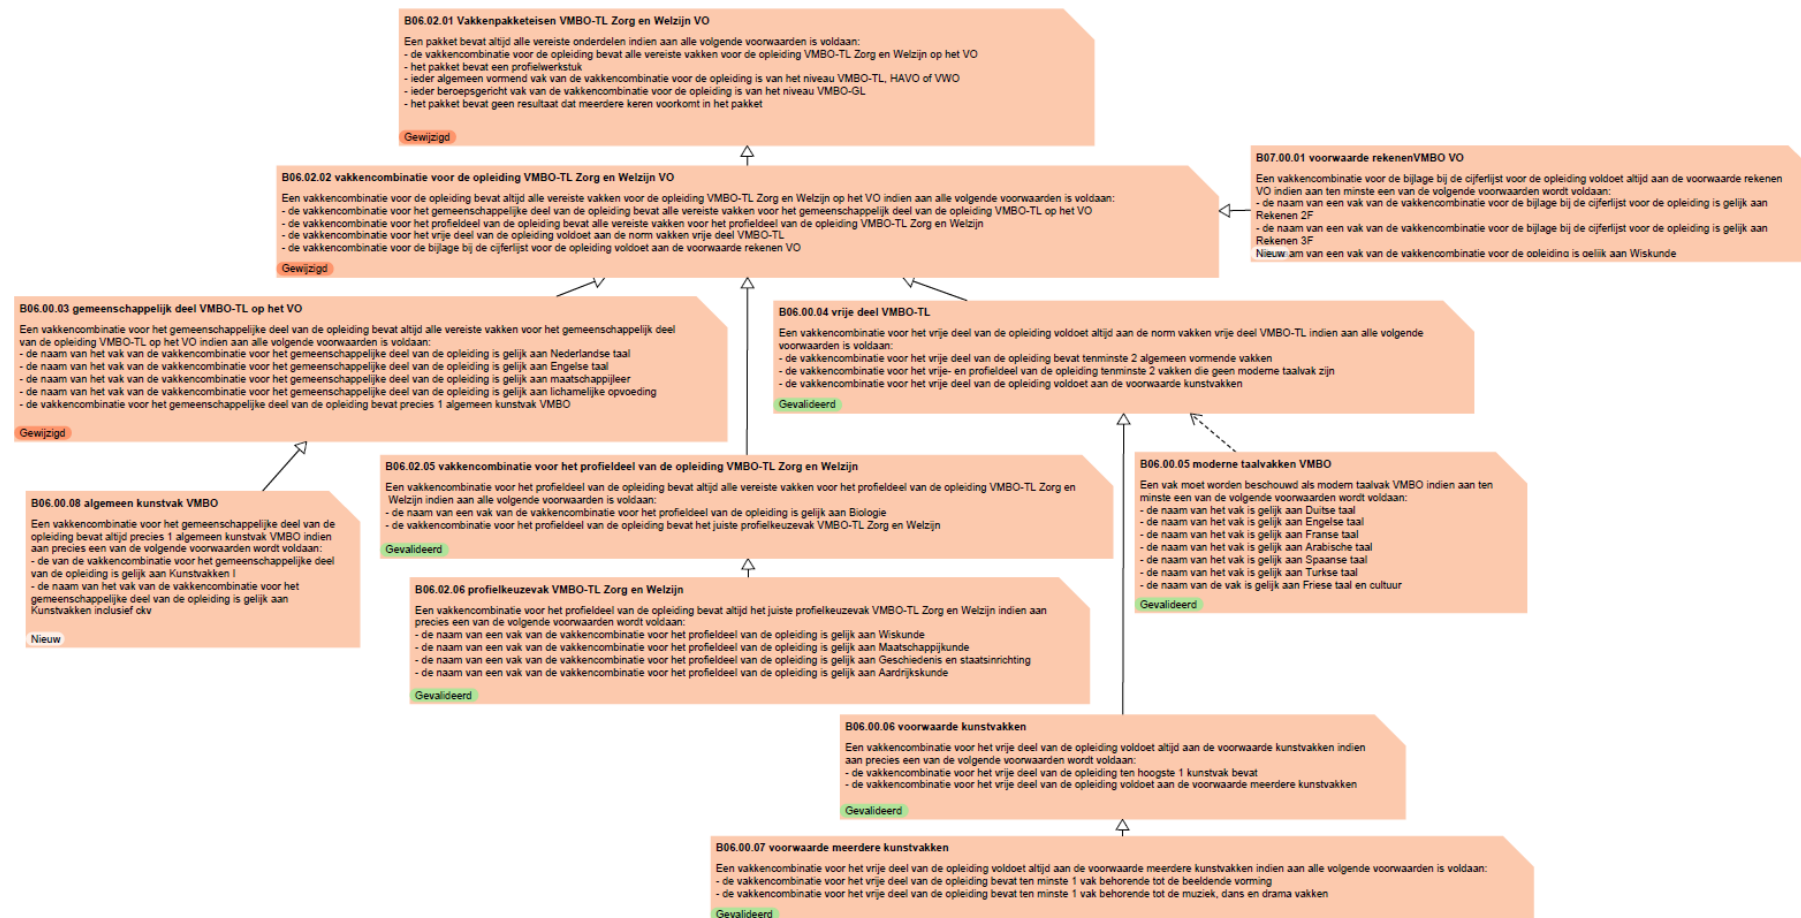 B06.02.01 Vakkenpakketeisen VMBO-TL Zorg en Welzijn VO
Een pakket bevat altijd alle vereiste onderdelen indien aan alle volgende voorwaarden is voldaan:
- de vakkencombinatie voor de opleiding bevat alle vereiste vakken voor de opleiding VMBO-TL Zorg en Welzijn op het VO
- het pakket bevat een profielwerkstuk
- ieder algemeen vormend vak van de vakkencombinatie voor de opleiding is van het niveau VMBO-TL, HAVO of VWO
- ieder beroepsgericht vak van de vakkencombinatie voor de opleiding is van het niveau VMBO-GL
- het pakket bevat geen resultaat dat meerdere keren voorkomt in het pakket
Gewijzigd
B06.02.02 vakkencombinatie voor de opleiding VMBO-TL Zorg en Welzijn VO
Een vakkencombinatie voor de opleiding bevat altijd alle vereiste vakken voor de opleiding VMBO-TL Zorg en Welzijn op het VO indien aan alle volgende voorwaarden is voldaan:
- de vakkencombinatie voor het gemeenschappelijke deel van de opleiding bevat alle vereiste vakken voor het gemeenschappelijk deel van de opleiding VMBO-TL op het VO
- de vakkencombinatie voor het profieldeel van de opleiding bevat alle vereiste vakken voor het profieldeel van de opleiding VMBO-TL Zorg en Welzijn
- de vakkencombinatie voor het vrije deel van de opleiding voldoet aan de norm vakken vrije deel VMBO-TL
- de vakkencombinatie voor de bijlage bij de cijferlijst voor de opleiding voldoet aan de voorwaarde rekenen VO
Gewijzigd
B07.00.01 voorwaarde rekenenVMBO VO
Een vakkencombinatie voor de bijlage bij de cijferlijst voor de opleiding voldoet altijd aan de voorwaarde rekenen
VO indien aan ten minste een van de volgende voorwaarden wordt voldaan:
- de naam van een vak van de vakkencombinatie voor de bijlage bij de cijferlijst voor de opleiding is gelijk aan
Rekenen 2F
- de naam van een vak van de vakkencombinatie voor de bijlage bij de cijferlijst voor de opleiding is gelijk aan
Rekenen 3F
Nieuw am van een vak van de vakkencombinatie voor de opleiding is gelijk aan Wiskunde
B06.00.03 gemeenschappelijk deel VMBO-TL op het VO
Een vakkencombinatie voor het gemeenschappelijke deel van de opleiding bevat altijd alle vereiste vakken voor het gemeenschappelijk deel
van de opleiding VMBO-TL op het VO indien aan alle volgende voorwaarden is voldaan:
- de naam van het vak van de vakkencombinatie voor het gemeenschappelijke deel van de opleiding is gelijk aan Nederlandse taal
- de naam van het vak van de vakkencombinatie voor het gemeenschappelijke deel van de opleiding is gelijk aan Engelse taal
- de naam van het vak van de vakkencombinatie voor het gemeenschappelijke deel van de opleiding is gelijk aan maatschappijleer
- de naam van het vak van de vakkencombinatie voor het gemeenschappelijke deel van de opleiding is gelijk aan lichamelijke opvoeding
- de vakkencombinatie voor het gemeenschappelijke deel van de opleiding bevat precies 1 algemeen kunstvak VMBO
Gewijzigd
B06.00.04 vrije deel VMBO-TL
Een vakkencombinatie voor het vrije deel van de opleiding voldoet altijd aan de norm vakken vrije deel VMBO-TL indien aan alle volgende
voorwaarden is voldaan:
- de vakkencombinatie voor het vrije deel van de opleiding bevat tenminste 2 algemeen vormende vakken
- de vakkencombinatie voor het vrije- en profieldeel van de opleiding tenminste 2 vakken die geen moderne taalvak zijn
- de vakkencombinatie voor het vrije deel van de opleiding voldoet aan de voorwaarde kunstvakken
Gevalideerd
B06.00.08 algemeen kunstvak VMBO
Een vakkencombinatie voor het gemeenschappelijke deel van de
opleiding bevat altijd precies 1 algemeen kunstvak VMBO indien
aan precies een van de volgende voorwaarden wordt voldaan:
- de van de vakkencombinatie voor het gemeenschappelijke deel
van de opleiding is gelijk aan Kunstvakken I
- de naam van het vak van de vakkencombinatie voor het
gemeenschappelijke deel van de opleiding is gelijk aan
Kunstvakken inclusief ckv
Nieuw
B06.02.05 vakkencombinatie voor het profieldeel van de opleiding VMBO-TL Zorg en Welzijn
Een vakkencombinatie voor het profieldeel van de opleiding bevat altijd alle vereiste vakken voor het profieldeel van de opleiding VMBO-TL Zorg en
Welzijn indien aan alle volgende voorwaarden is voldaan:
- de naam van een vak van de vakkencombinatie voor het profieldeel van de opleiding is gelijk aan Biologie
- de vakkencombinatie voor het profieldeel van de opleiding bevat het juiste profielkeuzevak VMBO-TL Zorg en Welzijn
Gevalideerd
B06.00.05 moderne taalvakken VMBO
Een vak moet worden beschouwd als modern taalvak VMBO indien aan ten
minste een van de volgende voorwaarden wordt voldaan:
- de naam van het vak is gelijk aan Duitse taal
- de naam van het vak is gelijk aan Engelse taal
- de naam van het vak is gelijk aan Franse taal
- de naam van het vak is gelijk aan Arabische taal
- de naam van het vak is gelijk aan Spaanse taal
- de naam van het vak is gelijk aan Turkse taal
- de naam van de vak is gelijk aan Friese taal en cultuur
Gevalideerd
B06.02.06 profielkeuzevak VMBO-TL Zorg en Welzijn
Een vakkencombinatie voor het profieldeel van de opleiding bevat altijd het juiste profielkeuzevak VMBO-TL Zorg en Welzijn indien aan
precies een van de volgende voorwaarden wordt voldaan:
- de naam van een vak van de vakkencombinatie voor het profieldeel van de opleiding is gelijk aan Wiskunde
- de naam van een vak van de vakkencombinatie voor het profieldeel van de opleiding is gelijk aan Maatschappijkunde
- de naam van een vak van de vakkencombinatie voor het profieldeel van de opleiding is gelijk aan Geschiedenis en staatsinrichting
- de naam van een vak van de vakkencombinatie voor het profieldeel van de opleiding is gelijk aan Aardrijkskunde
Gevalideerd
B06.00.06 voorwaarde kunstvakken
Een vakkencombinatie voor het vrije deel van de opleiding voldoet altijd aan de voorwaarde kunstvakken indien
aan precies een van de volgende voorwaarden wordt voldaan:
- de vakkencombinatie voor het vrije deel van de opleiding ten hoogste 1 kunstvak bevat
- de vakkencombinatie voor het vrije deel van de opleiding voldoet aan de voorwaarde meerdere kunstvakken
Gevalideerd
B06.00.07 voorwaarde meerdere kunstvakken
Een vakkencombinatie voor het vrije deel van de opleiding voldoet altijd aan de voorwaarde meerdere kunstvakken indien aan alle volgende voorwaarden is voldaan:
- de vakkencombinatie voor het vrije deel van de opleiding bevat ten minste 1 vak behorende tot de beeldende vorming
- de vakkencombinatie voor het vrije deel van de opleiding bevat ten minste 1 vak behorende tot de muziek, dans en drama vakken
Gevalideerd